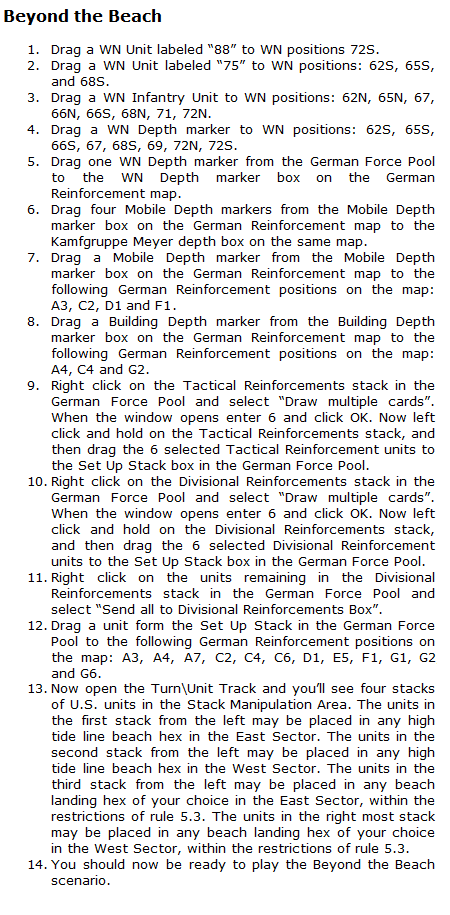 Beyond the Beach
1. Drag a WN Unit labeled “88” to WN positions 72S.
2. Drag a WN Unit labeled “75” to WN positions: 62S, 65S,
and 68S.
3. Drag a WN Infantry Unit to WN positions: 62N, 65N, 67,
66N, 66S, 68N, 71, 72N.
4. Drag a WN Depth marker to WN positions: 62S, 65S,
66S, 67, 68S, 69, 72N, 72S.
5. Drag one WN Depth marker from the German Force Pool
to the WN Depth marker box on the German
Reinforcement map.
6. Drag four Mobile Depth markers from the Mobile Depth
marker box on the German Reinforcement map to the
Kamfgruppe Meyer depth box on the same map.
7. Drag a Mobile Depth marker from the Mobile Depth
marker box on the German Reinforcement map to the
following German Reinforcement positions on the map:
A3, C2, D1 and F1.
8. Drag a Building Depth marker from the Building Depth
marker box on the German Reinforcement map to the
following German Reinforcement positions on the map:
A4, C4 and G2.
9. Right click on the Tactical Reinforcements stack in the
German Force Pool and select “Draw multiple cards”.
When the window opens enter 6 and click OK. Now left
click and hold on the Tactical Reinforcements stack, and
then drag the 6 selected Tactical Reinforcement units to
the Set Up Stack box in the German Force Pool.
10. Right click on the Divisional Reinforcements stack in the
German Force Pool and select “Draw multiple cards”.
When the window opens enter 6 and click OK. Now left
click and hold on the Divisional Reinforcements stack,
and then drag the 6 selected Divisional Reinforcement
units to the Set Up Stack box in the German Force Pool.
11. Right click on the units remaining in the Divisional
Reinforcements stack in the German Force Pool and
select “Send all to Divisional Reinforcements Box”.
12. Drag a unit form the Set Up Stack in the German Force
Pool to the following German Reinforcement positions on
the map: A3, A4, A7, C2, C4, C6, D1, E5, F1, G1, G2
and G6.
13. Now open the Turn\Unit Track and you’ll see four stacks
of U.S. units in the Stack Manipulation Area. The units in
the first stack from the left may be placed in any high
tide line beach hex in the East Sector. The units in the
second stack from the left may be placed in any high
tide line beach hex in the West Sector. The units in the
third stack from the left may be placed in any beach
landing hex of your choice in the East Sector, within the
restrictions of rule 5.3. The units in the right most stack
may be placed in any beach landing hex of your choice
in the West Sector, within the restrictions of rule 5.3.
14. You should now be ready to play the Beyond the Beach
scenario.